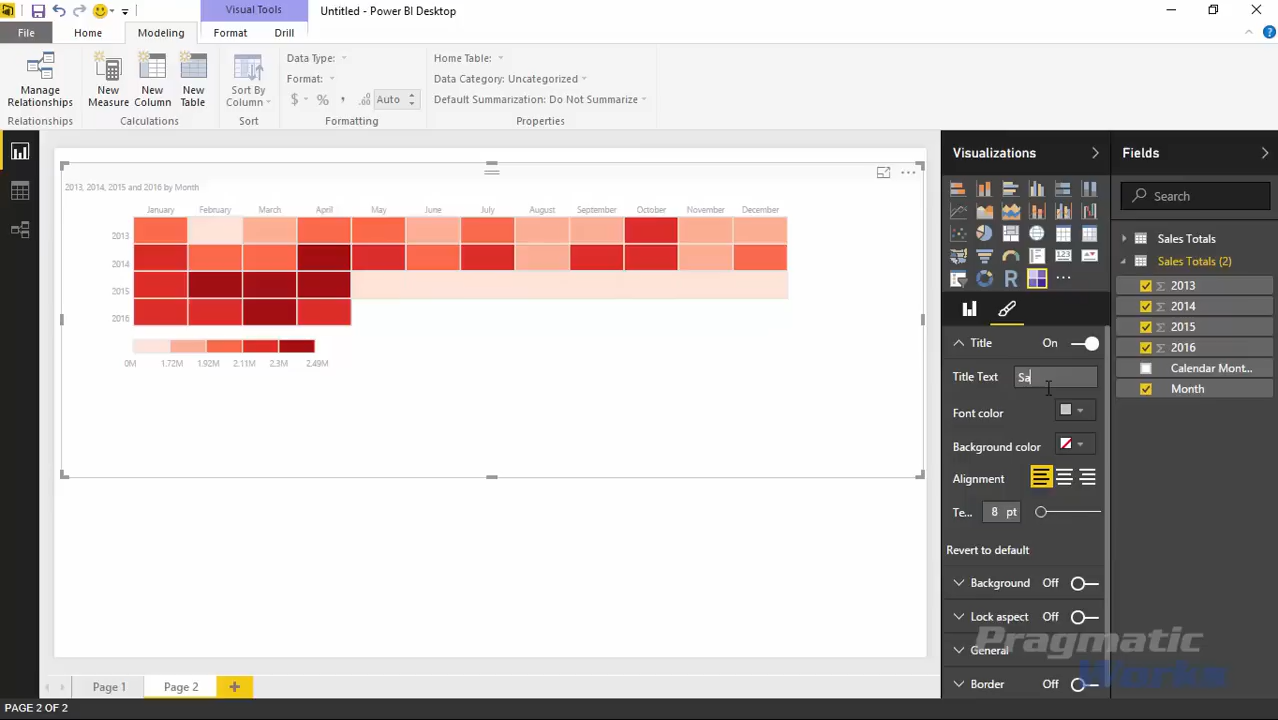 Visual Tools
Untitled - Power BI Desktop
File
Home
Modeling
Format
Drill
Manage
Relationships
New
Measure
New
Column
New
Table
Sort By
Column
Data Type:
Format:
$ % , .00 Auto
Home Table:
Data Category: Uncategorized
Default Summarization: Do Not Summarize
Relationships
Calculations
Sort
Formatting
Properties
2013, 2014, 2015 and 2016 by Month
January February March April May June July August September October November December
2013
2014
2015
2016
0M 1.72M 1.92M 2.11M 2.3M 2.49M
Visualizations
123
R
Title On
Title Text Sa
Font color
Background color
Alignment
Te... 8 pt
Revert to default
Background Off
Lock aspect Off
General
Border Off
Fields
Search
Sales Totals
Sales Totals (2)
Σ 2013
Σ 2014
Σ 2015
Σ 2016
Calendar Mont...
Month
Pragmatic
Works
Page 1
Page 2
PAGE 2 OF 2